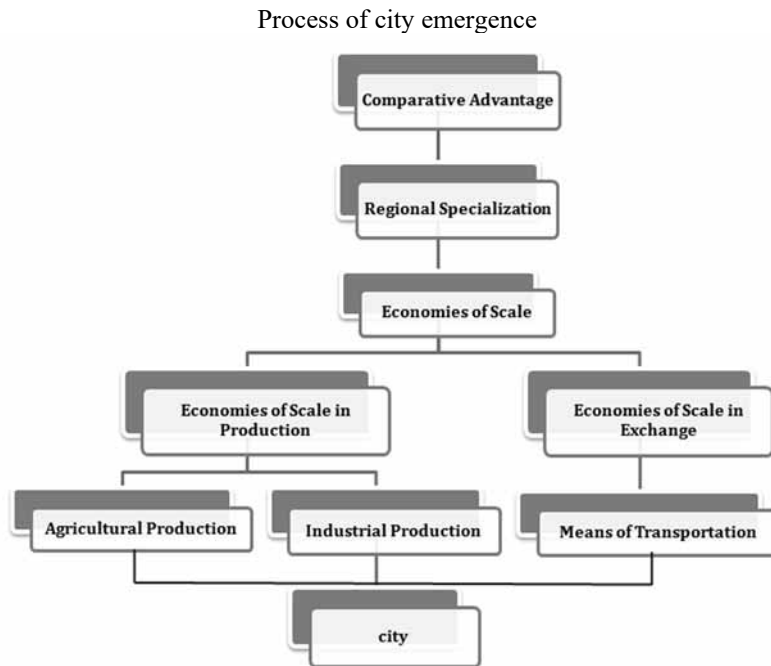 Process of city emergence
Comparative Advantage
Regional Specialization
Economies of Scale
Economies of Scale in
Production
Economies of Scale in
Exchange
Agricultural Production
Industrial Production
Means of Transportation
city